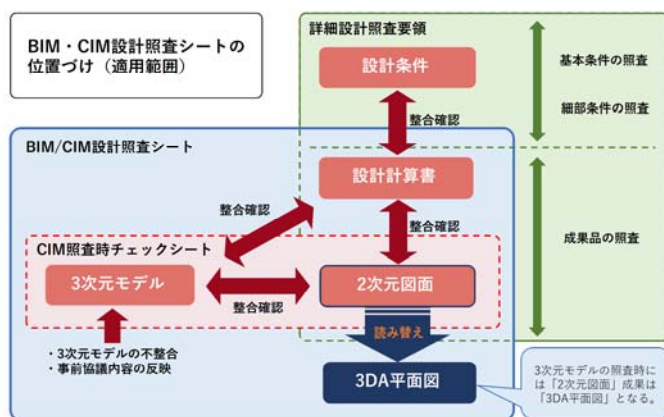 BIM・CIM設計照査シートの
位置づけ（適用範囲）
詳細設計照査要領
設計条件
基本条件の照査
細部条件の照査
整合確認
BIM/CIM設計照査シート
設計計算書
整合確認
整合確認
成果品の照査
CIM照査時チェックシート
3次元モデル
整合確認
2次元図面
読み替え
・3次元モデルの不整合
・事前協議内容の反映
3DA平面図
3次元モデルの照査時に
は「2次元図面」成果は
「3DA平面図」となる。